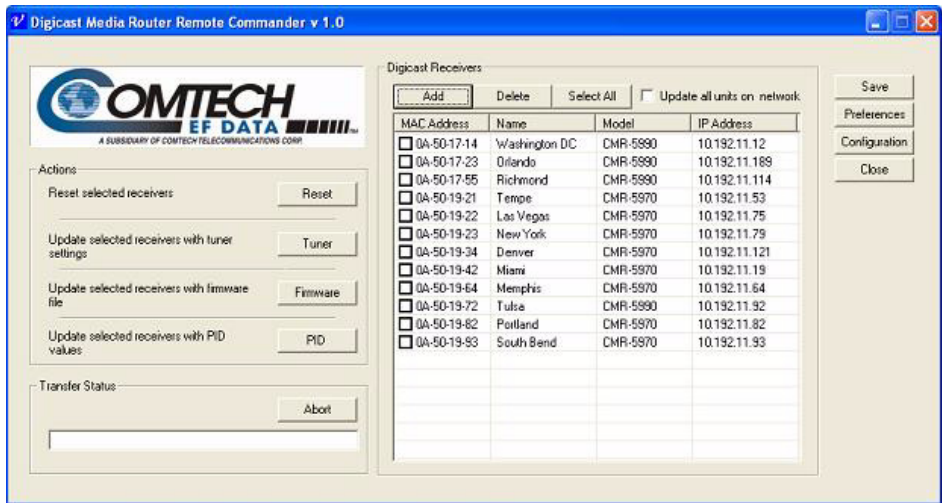 Digicast Media Router Remote Commander v 1.0
COMTECH
EF DATA
A SUBSIDIARY OF COMTECH TELECOMMUNICATIONS CORP.
Actions
Reset selected receivers Reset
Update selected receivers with tuner
settings
Tuner
Update selected receivers with firmware
file
Firmware
Update selected receivers with PID
values
PID
Transfer Status
Abort
Digicast Receivers
Add Delete Select All Update all units on network
MAC Address Name Model IP Address
0A-50-17-14 Washington DC CMR-5990 10.192.11.12
0A-50-17-23 Orlando CMR-5990 10.192.11.189
0A-50-17-55 Richmond CMR-5990 10.192.11.114
0A-50-19-21 Tempe CMR-5970 10.192.11.53
0A-50-19-22 Las Vegas CMR-5970 10.192.11.75
0A-50-19-23 New York CMR-5970 10.192.11.79
0A-50-19-34 Denver CMR-5970 10.192.11.121
0A-50-19-42 Miami CMR-5970 10.192.11.19
0A-50-19-64 Memphis CMR-5970 10.192.11.64
0A-50-19-72 Tulsa CMR-5990 10.192.11.92
0A-50-19-82 Portland CMR-5970 10.192.11.82
0A-50-19-93 South Bend CMR-5970 10.192.11.93
Save
Preferences
Configuration
Close